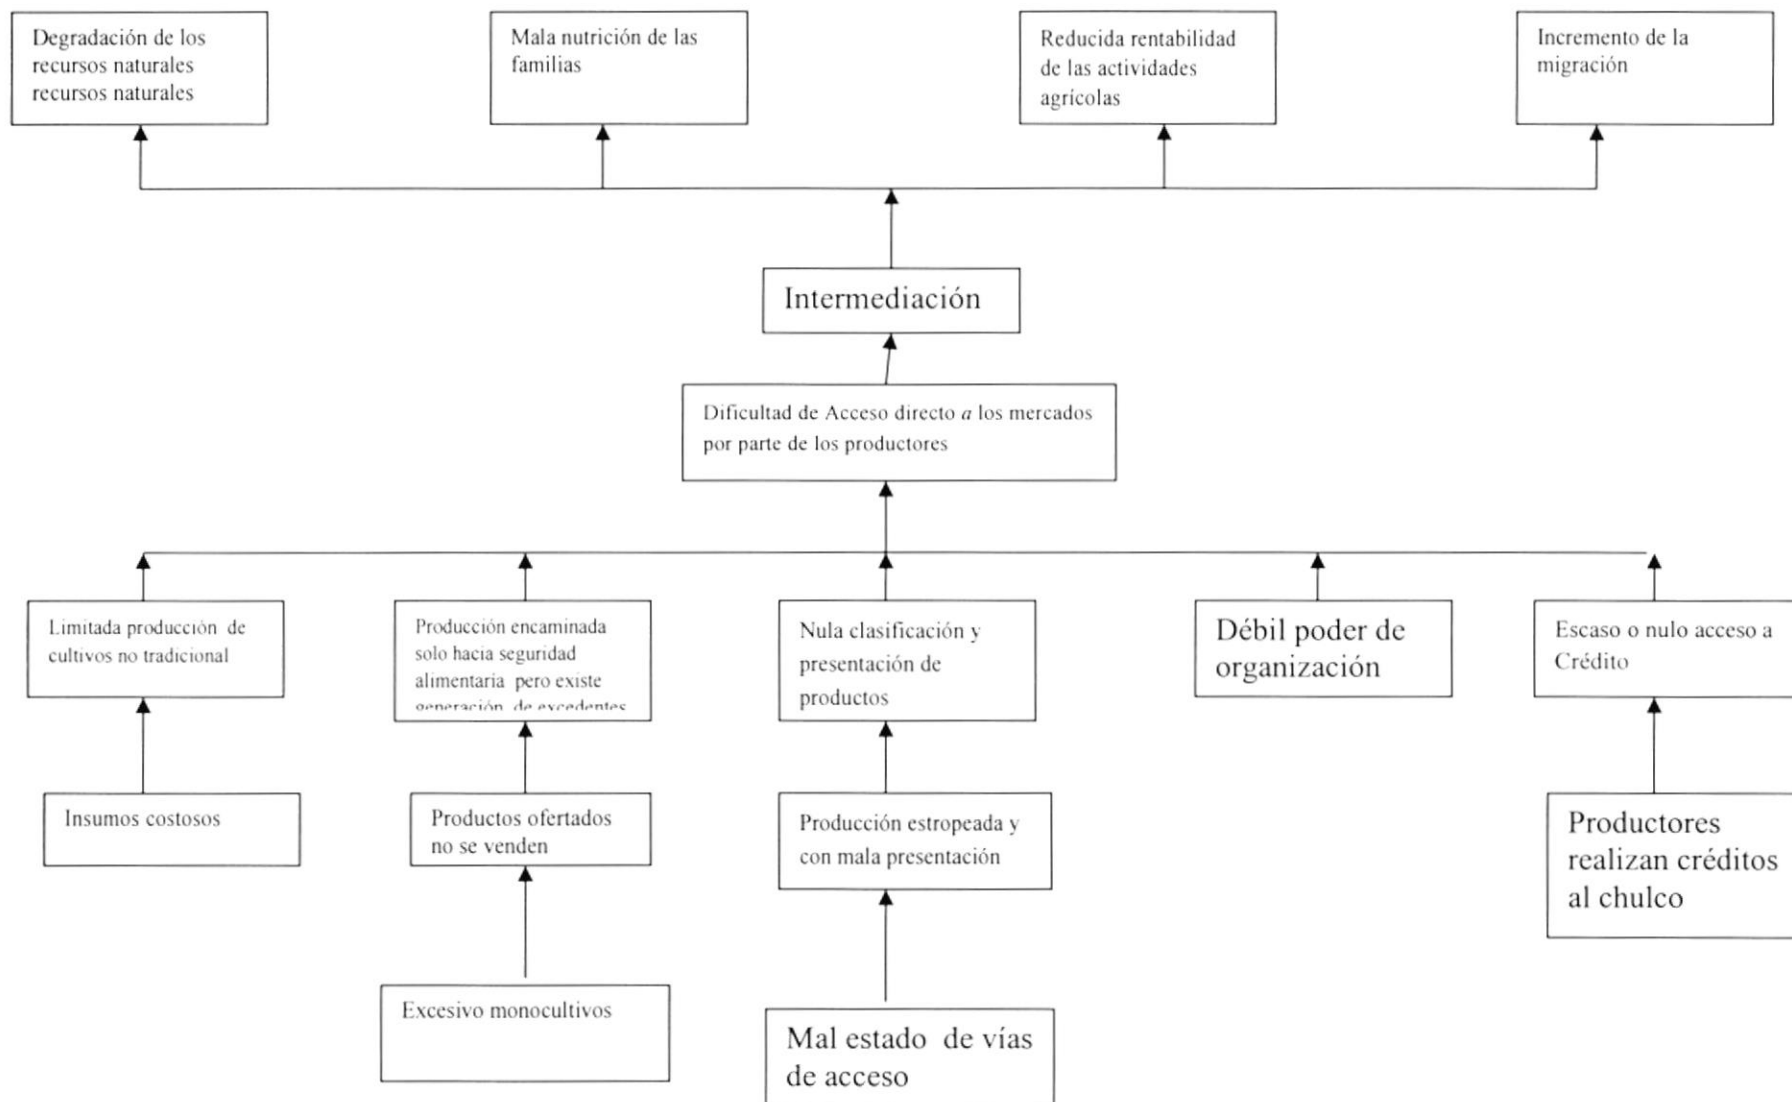 Degradación de los
recursos naturales
recursos naturales
Mala nutrición de las
familias
Reducida rentabilidad
de las actividades
agrícolas
Incremento de la
migración
Intermediación
Dificultad de Acceso directo a los mercados
por parte de los productores
Limitada producción de
cultivos no tradicional
Producción encaminada
solo hacia seguridad
alimentaria pero existe
generación de excedentes
Nula clasificación y
presentación de
productos
Débil poder de
organización
Escaso o nulo acceso a
Crédito
Insumos costosos
Productos ofertados
no se venden
Producción estropeada y
con mala presentación
Productores
realizan créditos
al chulco
Excesivo monocultivos
Mal estado de vías
de acceso